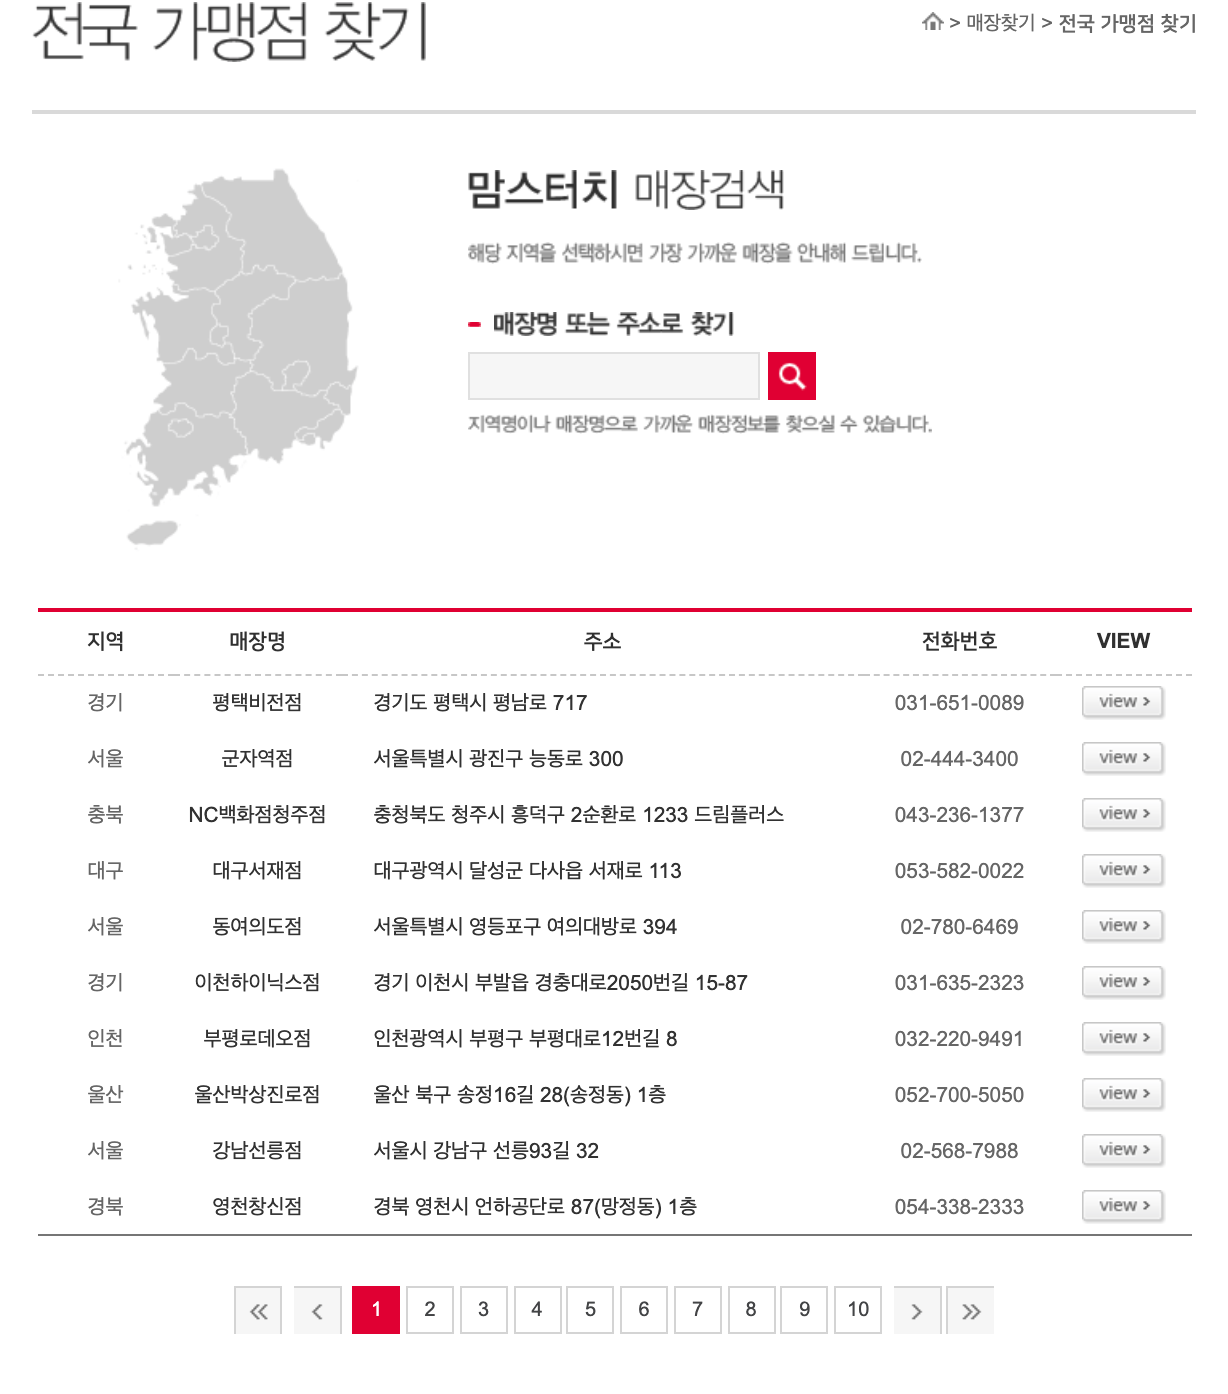 전국 가맹점 찾기
> 매장찾기 > 전국 가맹점 찾기
맘스터치 매장검색
해당 지역을 선택하시면 가장 가까운 매장을 안내해 드립니다.
매장명 또는 주소로 찾기
지역명이나 매장명으로 가까운 매장정보를 찾으실 수 있습니다.
지역 매장명 주소 전화번호 VIEW
경기 평택비전점 경기도 평택시 평남로 717 031-651-0089 view >
서울 군자역점 서울특별시 광진구 능동로 300 02-444-3400 view >
충북 NC백화점청주점 충청북도 청주시 흥덕구 2순환로 1233 드림플러스 043-236-1377 view >
대구 대구서재점 대구광역시 달성군 다사읍 서재로 113 053-582-0022 view >
서울 동여의도점 서울특별시 영등포구 여의대방로 394 02-780-6469 view >
경기 이천하이닉스점 경기 이천시 부발읍 경충대로2050번길 15-87 031-635-2323 view >
인천 부평로데오점 인천광역시 부평구 부평대로12번길 8 032-220-9491 view >
울산 울산박상진로점 울산 북구 송정16길 28(송정동) 1층 052-700-5050 view >
서울 강남선릉점 서울시 강남구 선릉93길 32 02-568-7988 view >
경북 영천창신점 경북 영천시 언하공단로 87(망정동) 1층 054-338-2333 view >
« < 1 2 3 4 5 6 7 8 9 10 > »